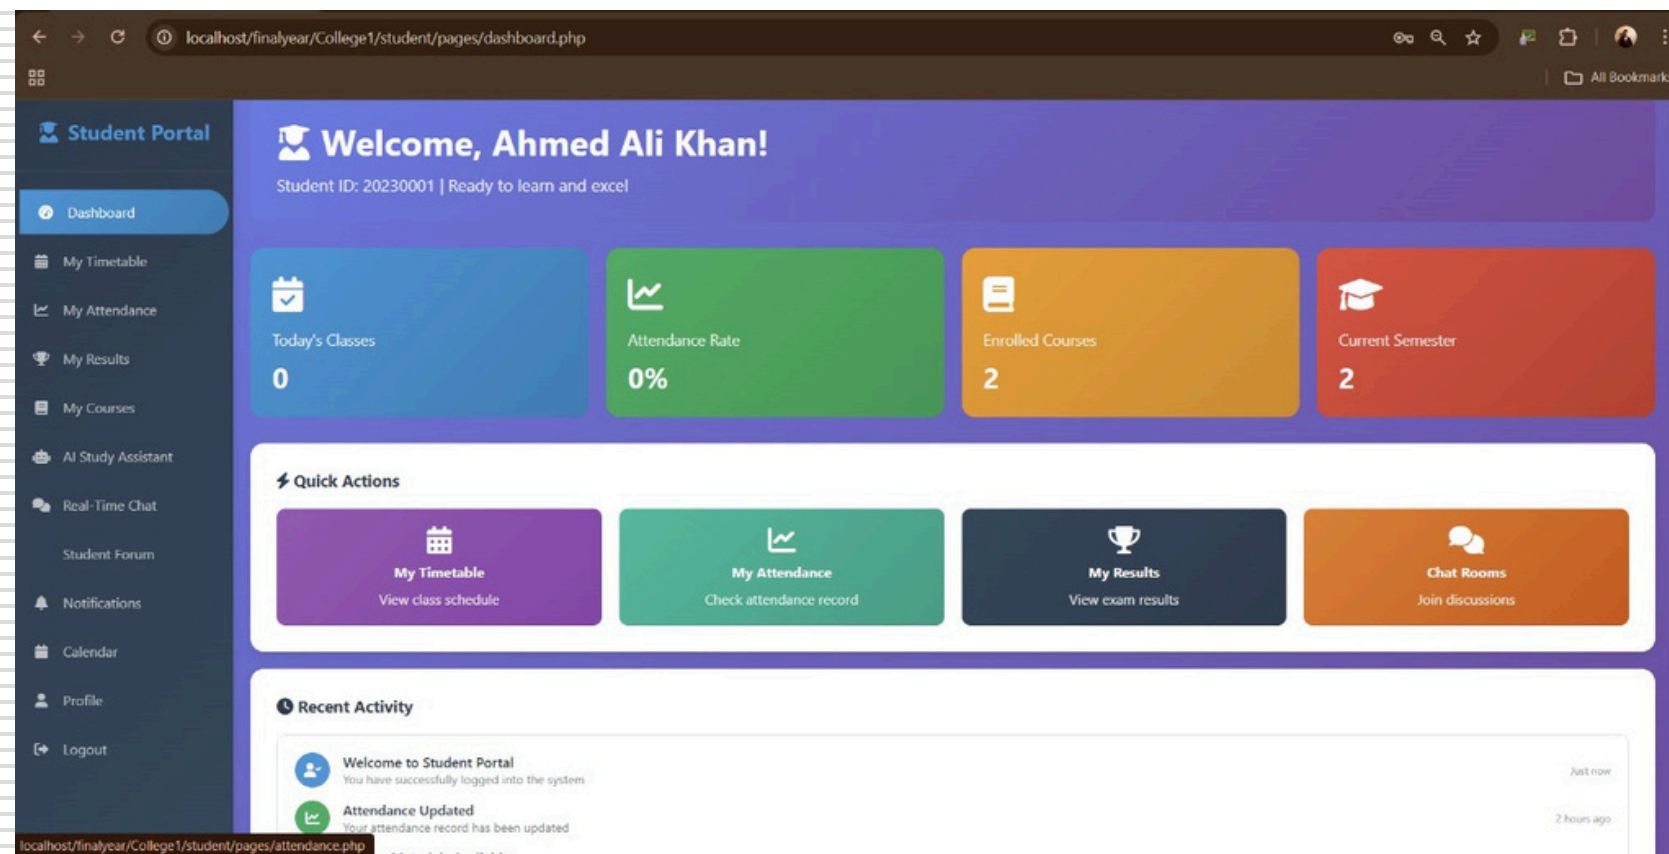 localhost/finalyear/College1/student/pages/dashboard.php
All Bookmark
Student Portal
Dashboard
My Timetable
My Attendance
My Results
My Courses
AI Study Assistant
Real-Time Chat
Student Forum
Notifications
Calendar
Profile
Logout
Welcome, Ahmed Ali Khan!
Student ID: 20230001 | Ready to learn and excel
Today's Classes
0
Attendance Rate
0%
Enrolled Courses
2
Current Semester
2
Quick Actions
My Timetable
View class schedule
My Attendance
Check attendance record
My Results
View exam results
Chat Rooms
Join discussions
Recent Activity
Welcome to Student Portal
You have successfully logged into the system
Just now
Attendance Updated
Your attendance record has been updated
2 hours ago
localhost/finalyear/College1/student/pages/attendance.php